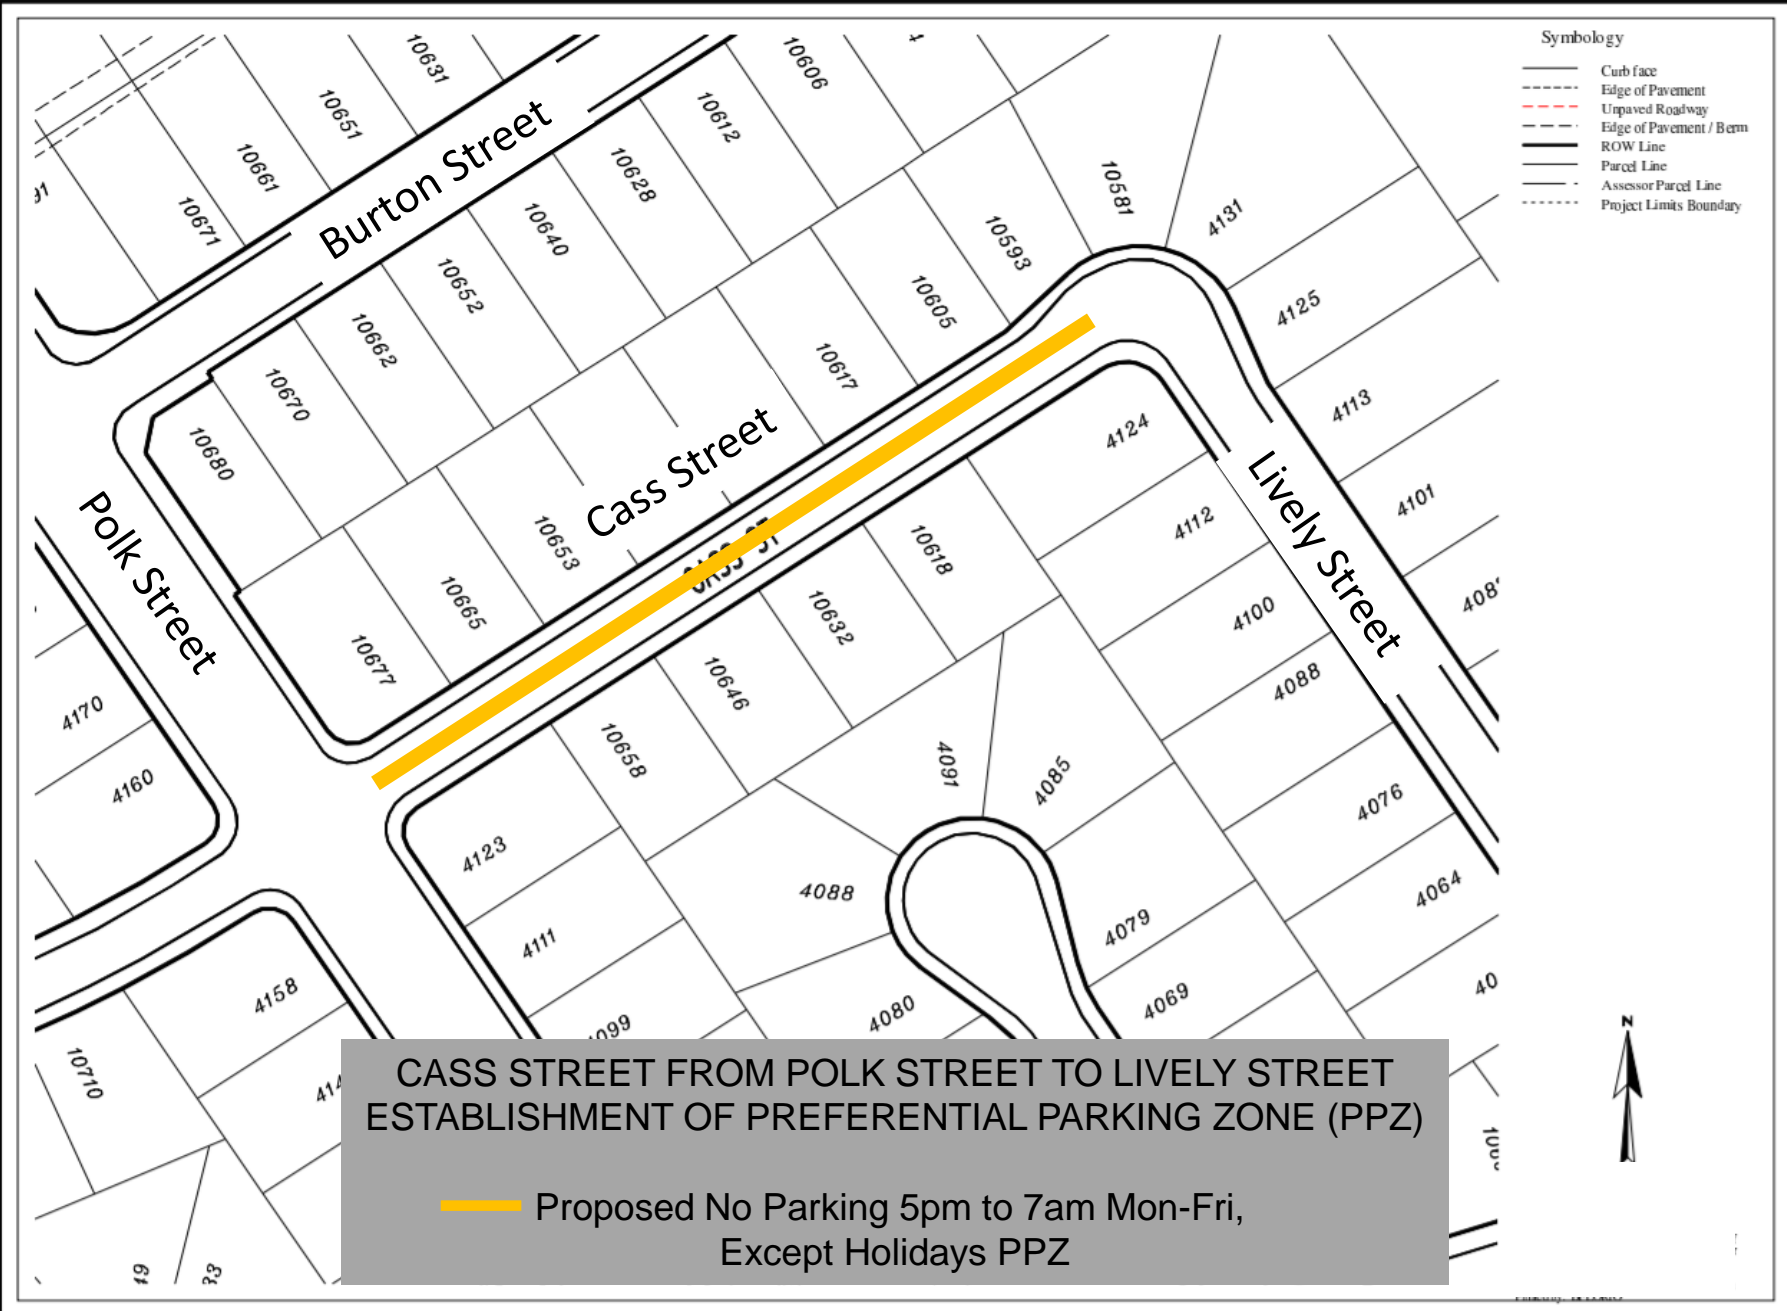 Symbology
Curb face
Edge of Pavement
Unpaved Roadway
Edge of Pavement / Berm
ROW Line
Parcel Line
Assessor Parcel Line
Project Limits Boundary
10631
10651
10661
10671
91
Burton Street
10606
10612
10628
10640
10652
10662
10670
10680
10581
10593
10605
10617
4131
4125
4113
4101
Cass Street
10653
10665
10677
CASS ST
Polk Street
Lively Street
4124
4112
4100
4088
4076
4064
10618
10632
10646
10658
4170
4160
4123
4111
4091
4085
4088
4079
4080
4069
4158
10710
N
CASS STREET FROM POLK STREET TO LIVELY STREET
ESTABLISHMENT OF PREFERENTIAL PARKING ZONE (PPZ)
Proposed No Parking 5pm to 7am Mon-Fri,
Except Holidays PPZ